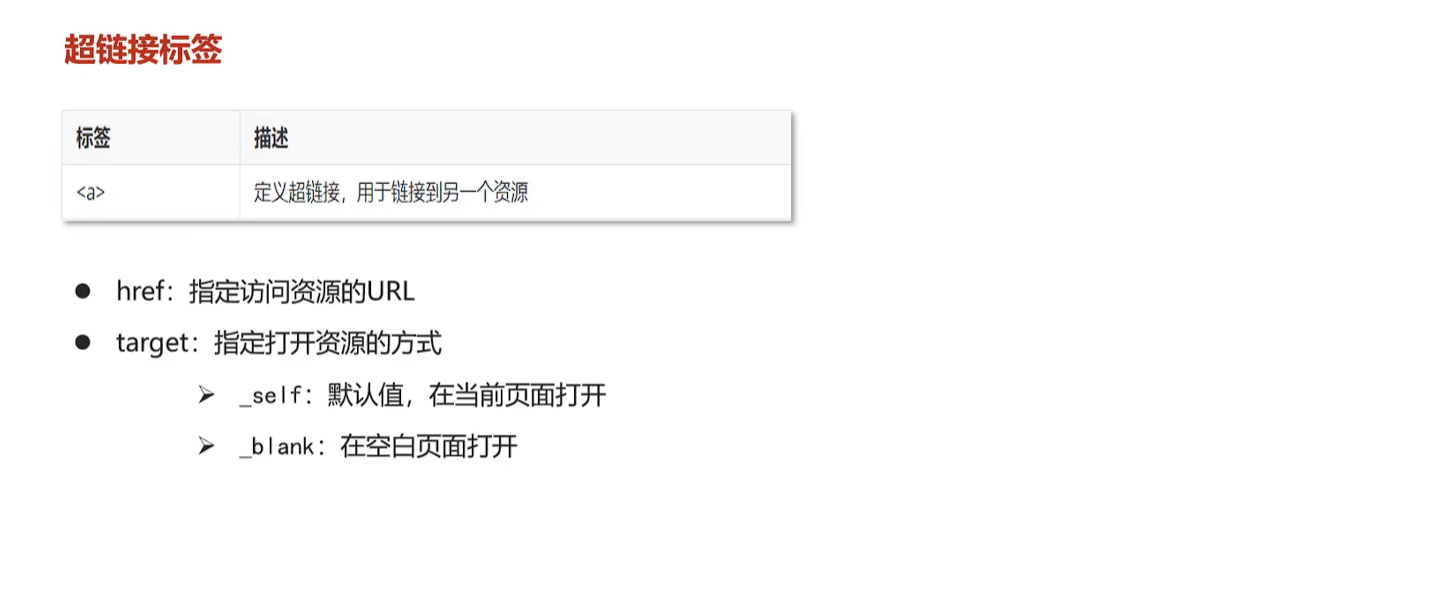 超链接标签
标签 描述
<a> 定义超链接，用于链接到另一个资源
● href：指定访问资源的URL
● target：指定打开资源的方式
➢ _self：默认值，在当前页面打开
➢ _blank：在空白页面打开